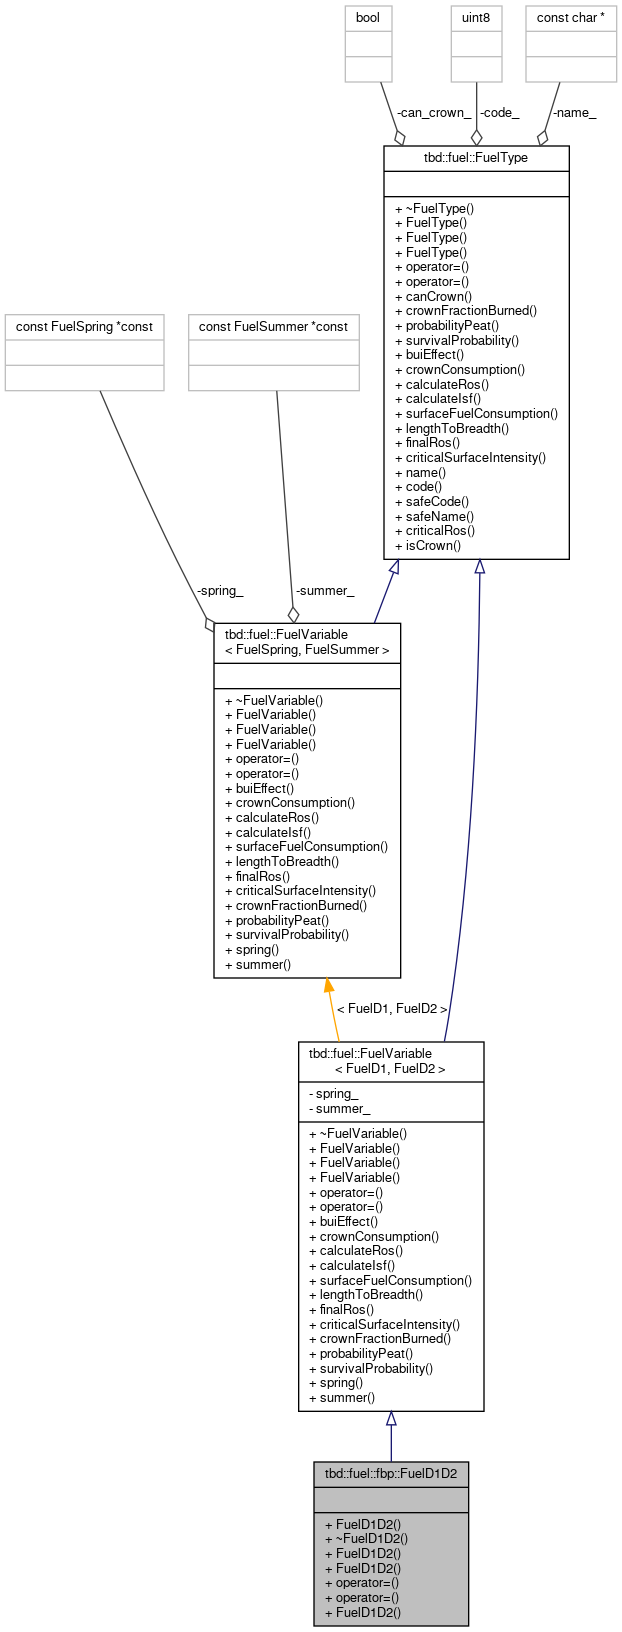 bool
uint8
const char *
-can_crown_
-code_
-name_
tbd::fuel::FuelType
+ ~FuelType()
+ FuelType()
+ FuelType()
+ FuelType()
+ operator=()
+ operator=()
+ canCrown()
+ crownFractionBurned()
+ probabilityPeat()
+ survivalProbability()
+ buiEffect()
+ crownConsumption()
+ calculateRos()
+ calculateIsf()
+ surfaceFuelConsumption()
+ lengthToBreadth()
+ finalRos()
+ criticalSurfaceIntensity()
+ name()
+ code()
+ safeCode()
+ safeName()
+ criticalRos()
+ isCrown()
const FuelSpring *const
const FuelSummer *const
-spring_
-summer_
tbd::fuel::FuelVariable
< FuelSpring, FuelSummer >
+ ~FuelVariable()
+ FuelVariable()
+ FuelVariable()
+ FuelVariable()
+ operator=()
+ operator=()
+ buiEffect()
+ crownConsumption()
+ calculateRos()
+ calculateIsf()
+ surfaceFuelConsumption()
+ lengthToBreadth()
+ finalRos()
+ criticalSurfaceIntensity()
+ crownFractionBurned()
+ probabilityPeat()
+ survivalProbability()
+ spring()
+ summer()
< FuelD1, FuelD2 >
tbd::fuel::FuelVariable
< FuelD1, FuelD2 >
- spring_
- summer_
+ ~FuelVariable()
+ FuelVariable()
+ FuelVariable()
+ FuelVariable()
+ operator=()
+ operator=()
+ buiEffect()
+ crownConsumption()
+ calculateRos()
+ calculateIsf()
+ surfaceFuelConsumption()
+ lengthToBreadth()
+ finalRos()
+ criticalSurfaceIntensity()
+ crownFractionBurned()
+ probabilityPeat()
+ survivalProbability()
+ spring()
+ summer()
tbd::fuel::fbp::FuelD1D2
+ FuelD1D2()
+ ~FuelD1D2()
+ FuelD1D2()
+ FuelD1D2()
+ operator=()
+ operator=()
+ FuelD1D2()